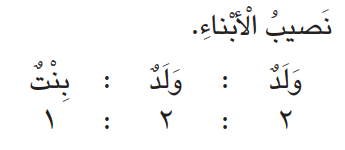 نَصيبُ الْأَبْناءِ.
وَلَدٌ : وَلَدٌ : بِنْتٌ
٢ : ٢ : ١